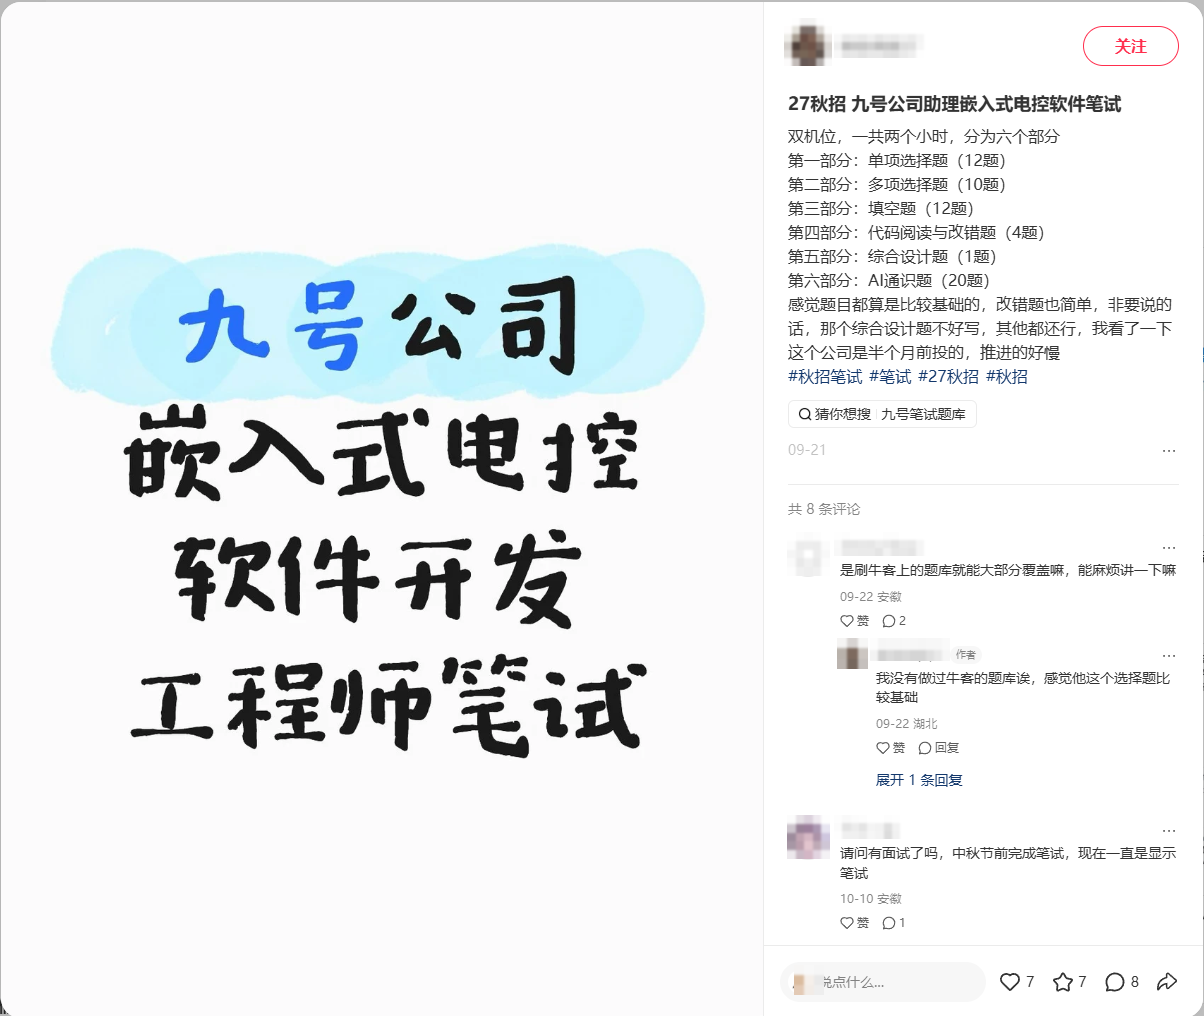 九号公司
嵌入式电控
软件开发
工程师笔试
关注
27秋招 九号公司助理嵌入式电控软件笔试
双机位，一共两个小时，分为六个部分
第一部分：单项选择题（12题）
第二部分：多项选择题（10题）
第三部分：填空题（12题）
第四部分：代码阅读与改错题（4题）
第五部分：综合设计题（1题）
第六部分：AI通识题（20题）
感觉题目都算是比较基础的，改错题也简单，非要说的
话，那个综合设计题不好写，其他都还行，我看了一下
这个公司是半个月前投的，推进的好慢
#秋招笔试 #笔试 #27秋招 #秋招
猜你想搜 九号笔试题库
09-21
共 8 条评论
是刷牛客上的题库就能大部分覆盖嘛，能麻烦讲一下嘛
09-22 安徽
赞 2
作者
我没有做过牛客的题库诶，感觉他这个选择题比
较基础
09-22 湖北
赞 回复
展开 1 条回复
请问有面试了吗，中秋节前完成笔试，现在一直是显示
笔试
10-10 安徽
赞 1
说点什么...
7 7 8